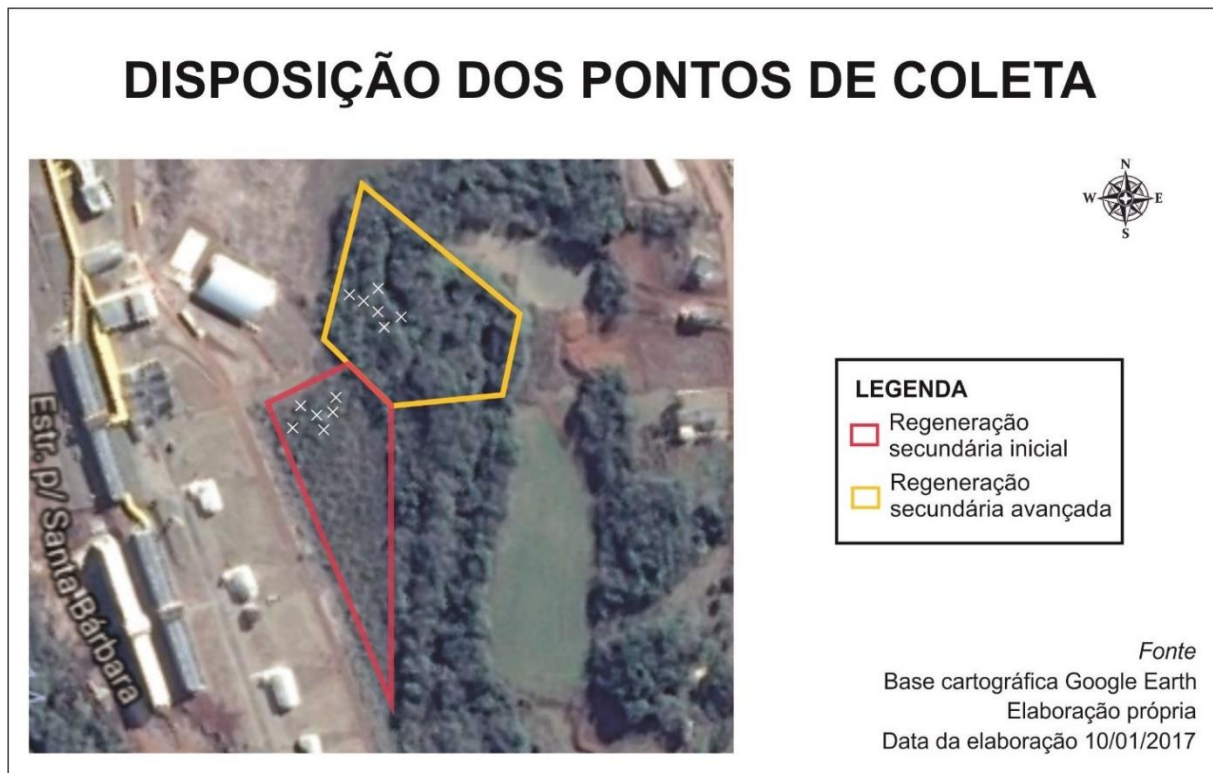 DISPOSIÇÃO DOS PONTOS DE COLETA
N
W E
S
Estr. p/ Santa Bárbara
LEGENDA
Regeneração
secundária inicial
Regeneração
secundária avançada
Fonte
Base cartográfica Google Earth
Elaboração própria
Data da elaboração 10/01/2017